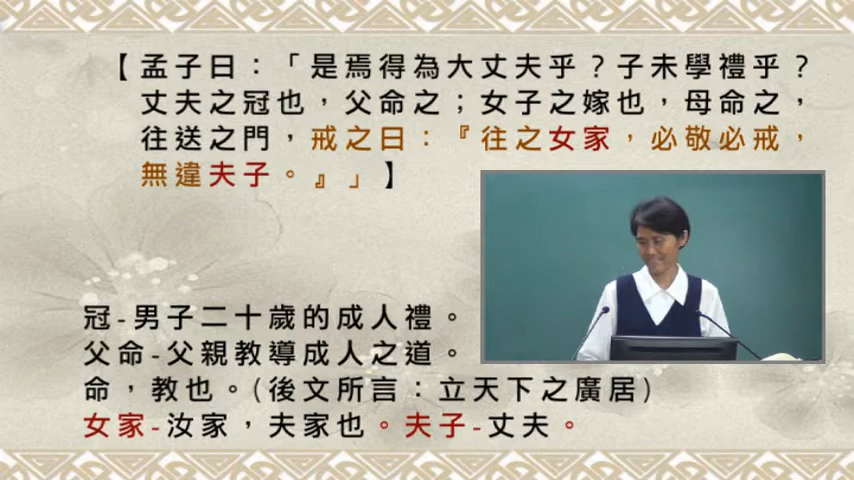 【孟子曰：「是焉得為大丈夫乎？子未學禮乎？
丈夫之冠也，父命之；女子之嫁也，母命之，
往送之門，戒之曰：『往之女家，必敬必戒，
無違夫子。』」】
冠-男子二十歲的成人禮。
父命-父親教導成人之道。
命，教也。(後文所言：立天下之廣居)
女家-汝家，夫家也。夫子-丈夫。